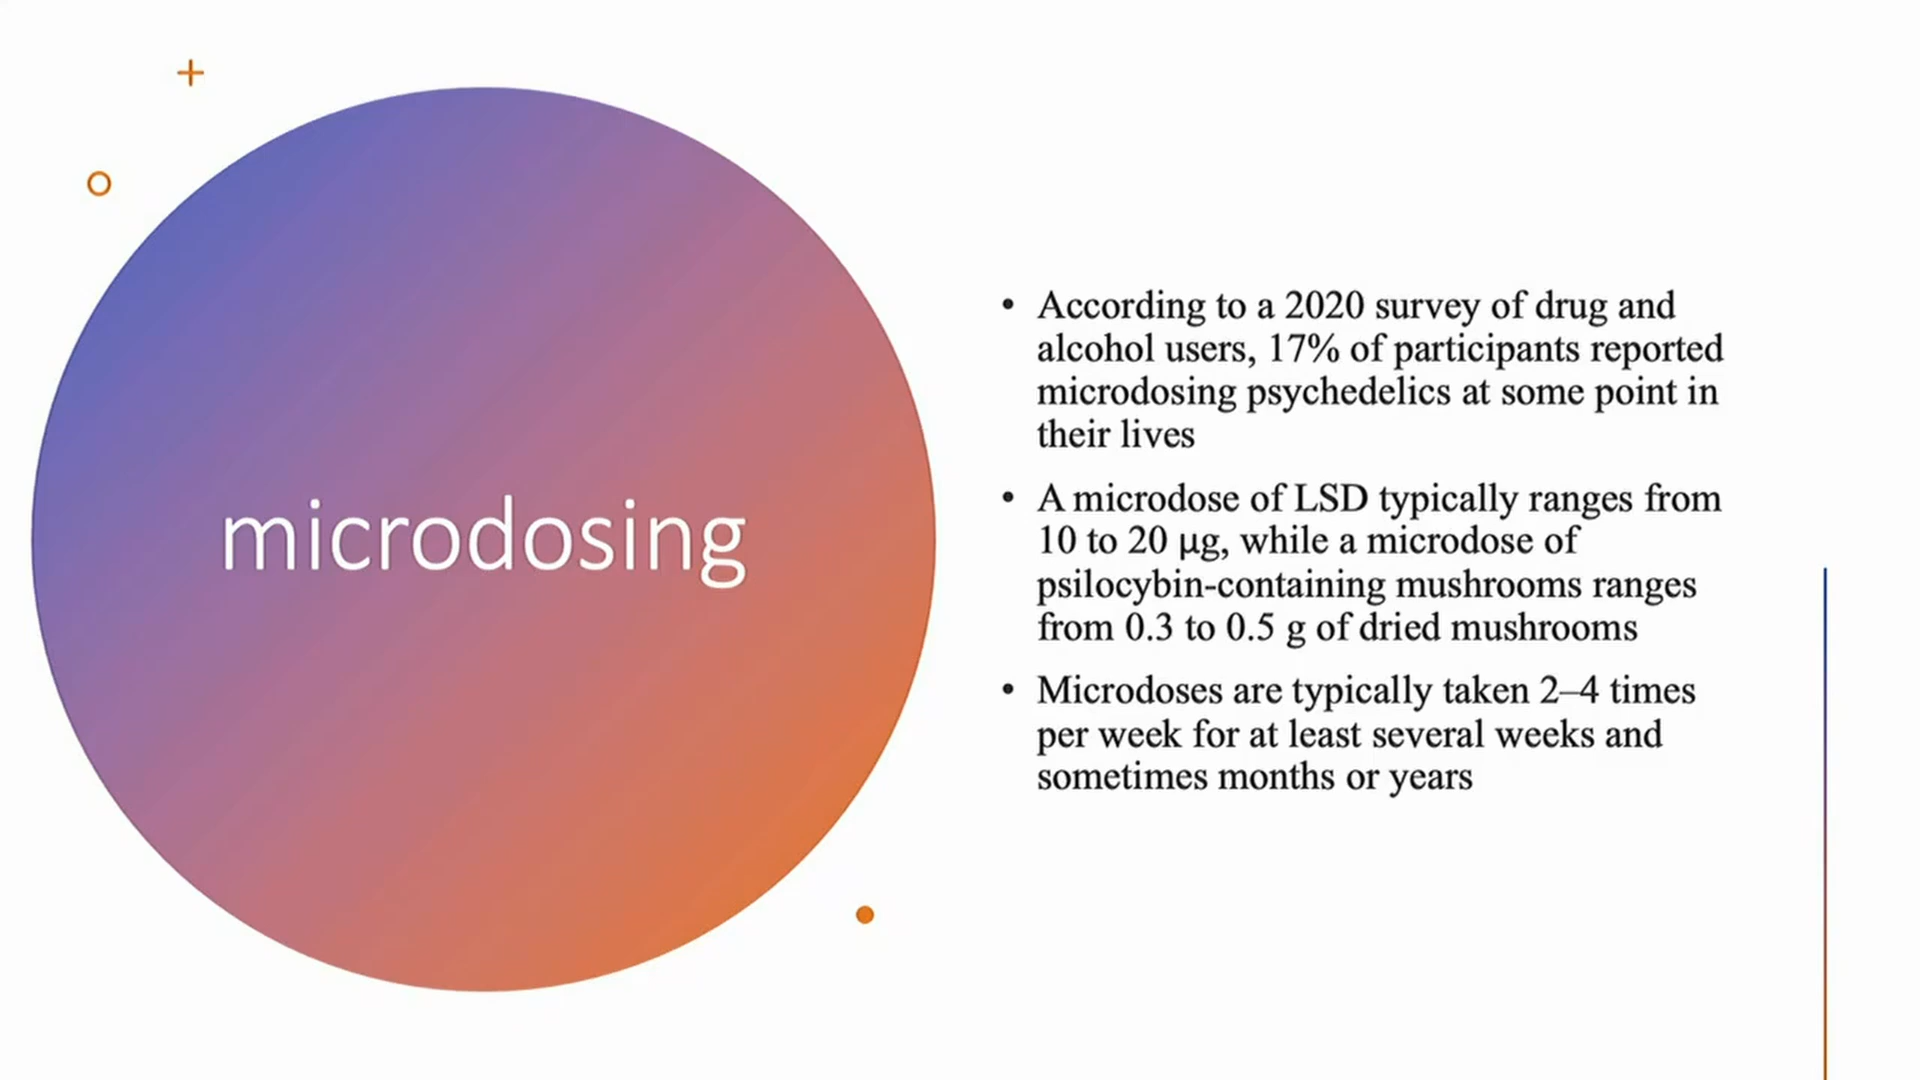 microdosing
• According to a 2020 survey of drug and
alcohol users, 17% of participants reported
microdosing psychedelics at some point in
their lives
• A microdose of LSD typically ranges from
10 to 20 µg, while a microdose of
psilocybin-containing mushrooms ranges
from 0.3 to 0.5 g of dried mushrooms
• Microdoses are typically taken 2–4 times
per week for at least several weeks and
sometimes months or years